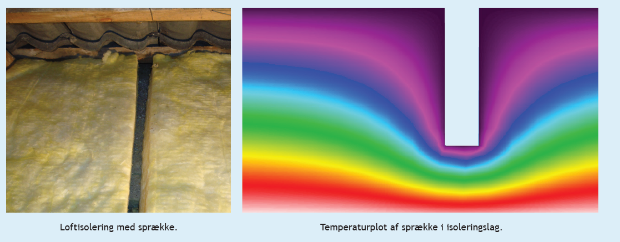 Loftisolering med sprække.
Temperaturplot af sprække i isoleringslag.